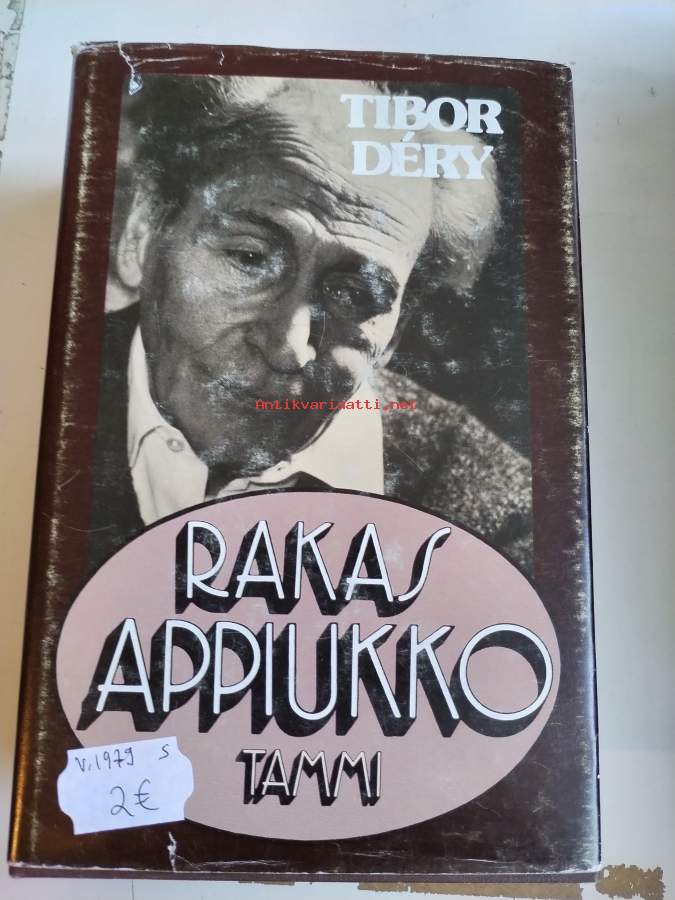 TIBOR
DÉRY
Antikvariaatti.net
RAKAS
APPIUKKO
TAMMI
v.1979 s
2€